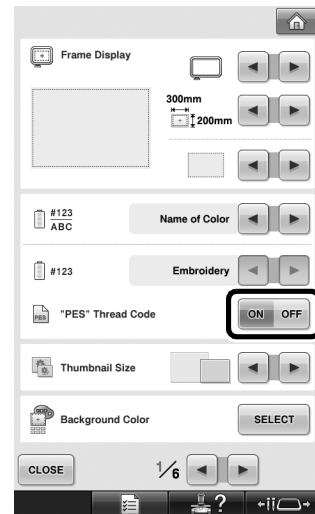 Frame Display
300mm
200mm
#123
ABC
Name of Color
#123
Embroidery
PES
"PES" Thread Code
ON OFF
Thumbnail Size
Background Color
SELECT
CLOSE
1/6
?